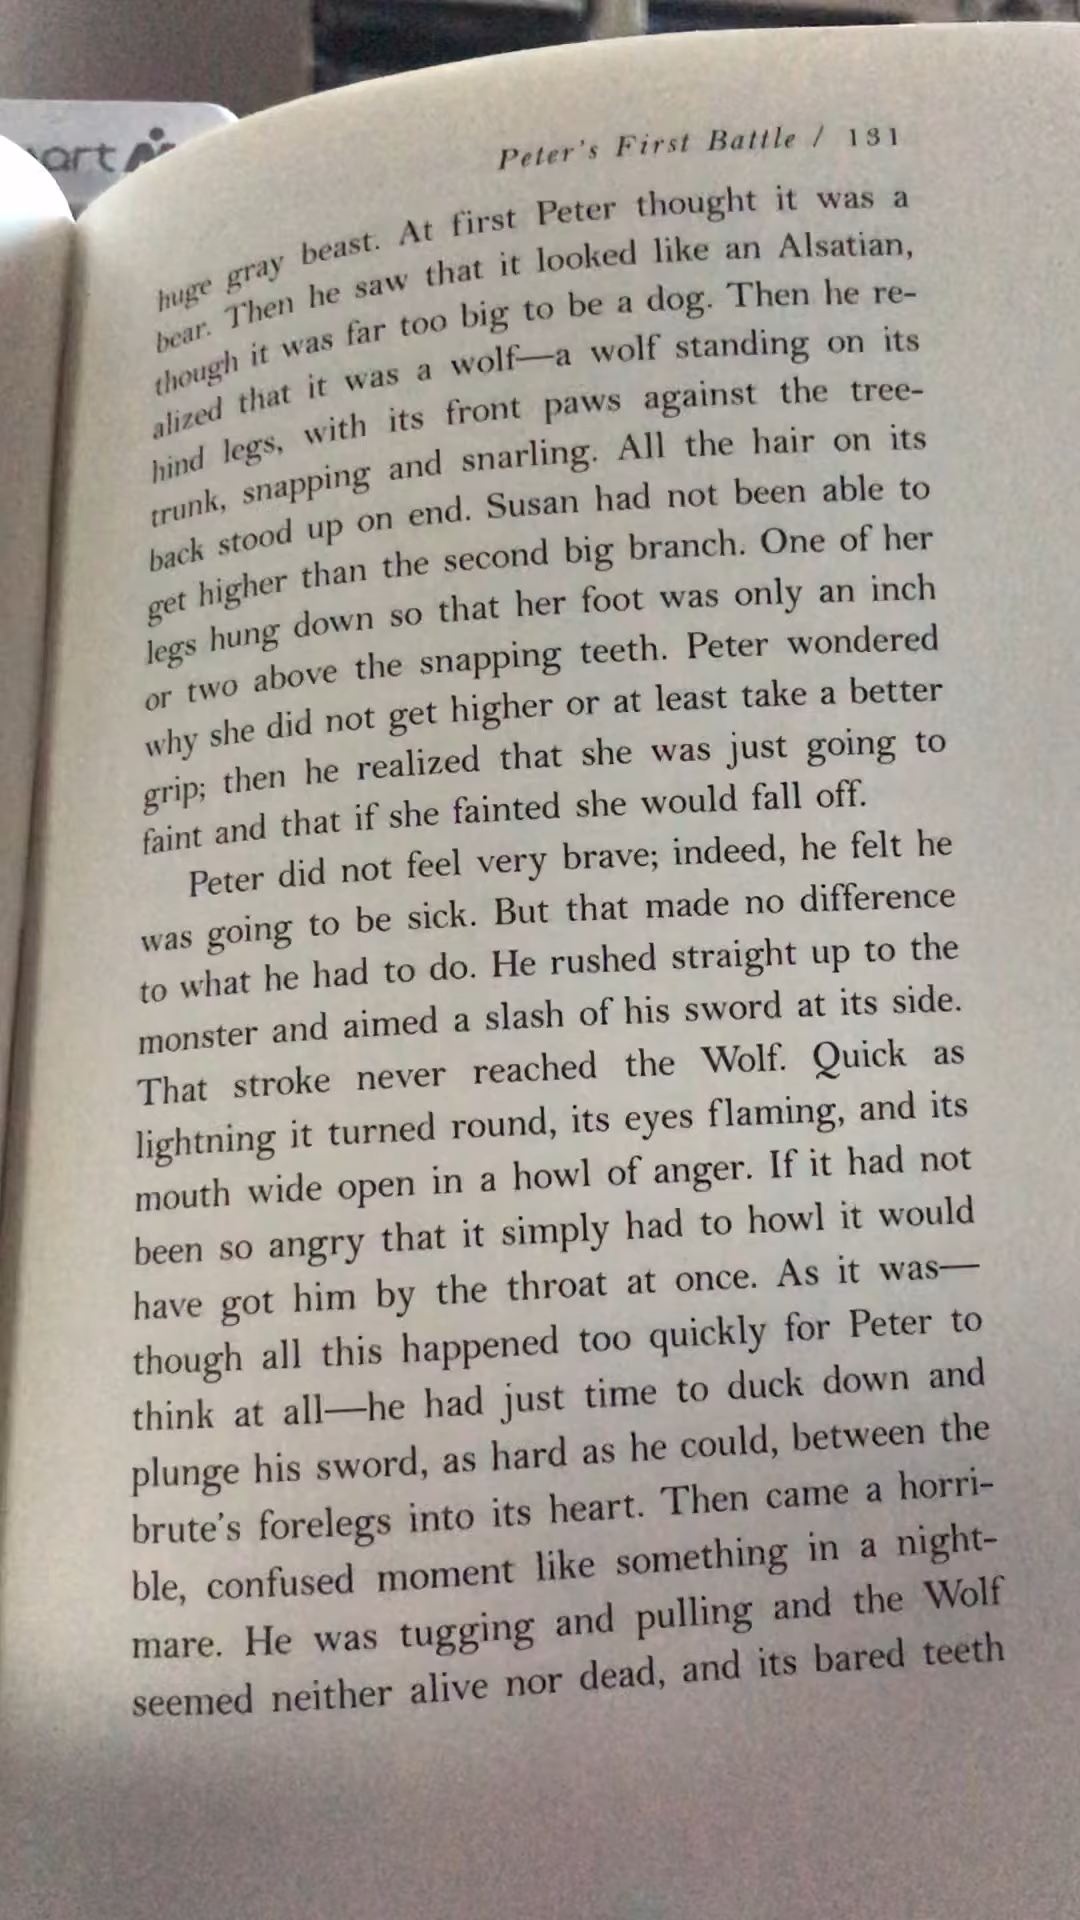 art
Peter's First Battle / 131
huge gray beast. At first Peter thought it was a
bear. Then he saw that it looked like an Alsatian,
though it was far too big to be a dog. Then he re-
alized that it was a wolf—a wolf standing on its
hind legs, with its front paws against the tree-
trunk, snapping and snarling. All the hair on its
back stood up on end. Susan had not been able to
get higher than the second big branch. One of her
legs hung down so that her foot was only an inch
or two above the snapping teeth. Peter wondered
why she did not get higher or at least take a better
grip; then he realized that she was just going to
faint and that if she fainted she would fall off.
Peter did not feel very brave; indeed, he felt he
was going to be sick. But that made no difference
to what he had to do. He rushed straight up to the
monster and aimed a slash of his sword at its side.
That stroke never reached the Wolf. Quick as
lightning it turned round, its eyes flaming, and its
mouth wide open in a howl of anger. If it had not
been so angry that it simply had to howl it would
have got him by the throat at once. As it was—
though all this happened too quickly for Peter to
think at all—he had just time to duck down and
plunge his sword, as hard as he could, between the
brute's forelegs into its heart. Then came a horri-
ble, confused moment like something in a night-
mare. He was tugging and pulling and the Wolf
seemed neither alive nor dead, and its bared teeth